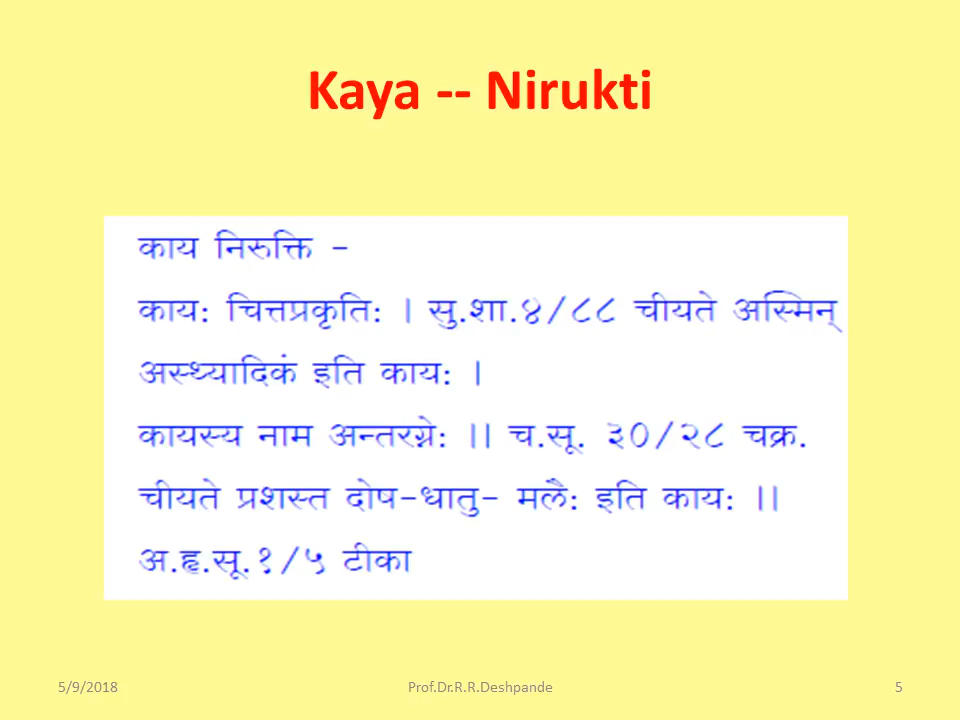 Kaya -- Nirukti
काय निरुक्ति -
काय: चित्तप्रकृति: । सु.शा.४/८८ चीयते अस्मिन्
अस्थ्यादिकं इति काय: ।
कायस्य नाम अन्तरग्ने: ।। च.सू. ३०/२८ चक्र.
चीयते प्रशस्त दोष-धातु- मलै: इति काय: ।।
अ.हृ.सू.१/५ टीका
5/9/2018
Prof.Dr.R.R.Deshpande
5